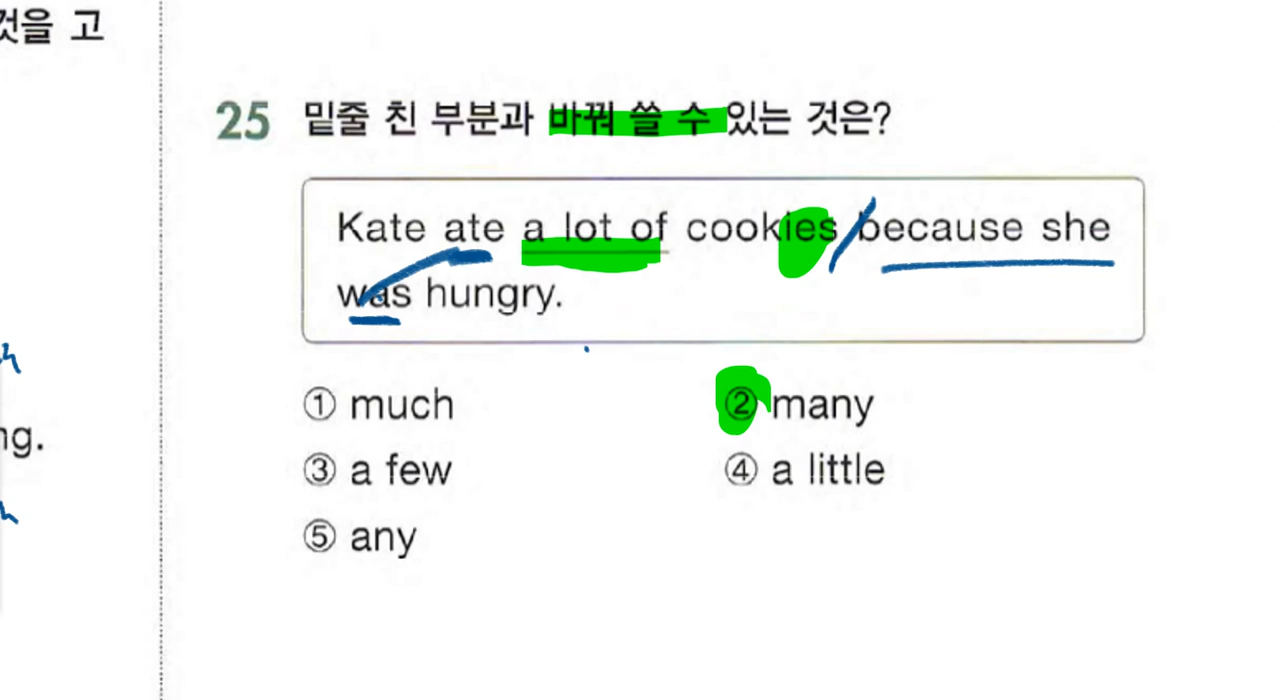 것을 고
ng.
25 밑줄 친 부분과 바꿔 쓸 수 있는 것은?
Kate ate a lot of cookies because she
was hungry.
① much ② many
③ a few ④ a little
⑤ any